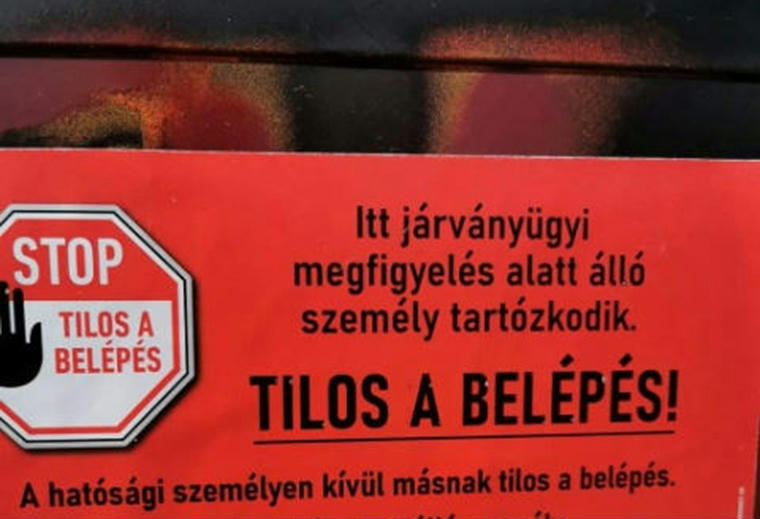 STOP
TILOS A
BELÉPÉS
Itt járványügyi
megfigyelés alatt álló
személy tartózkodik.
TILOS A BELÉPÉS!
A hatósági személyen kívül másnak tilos a belépés.